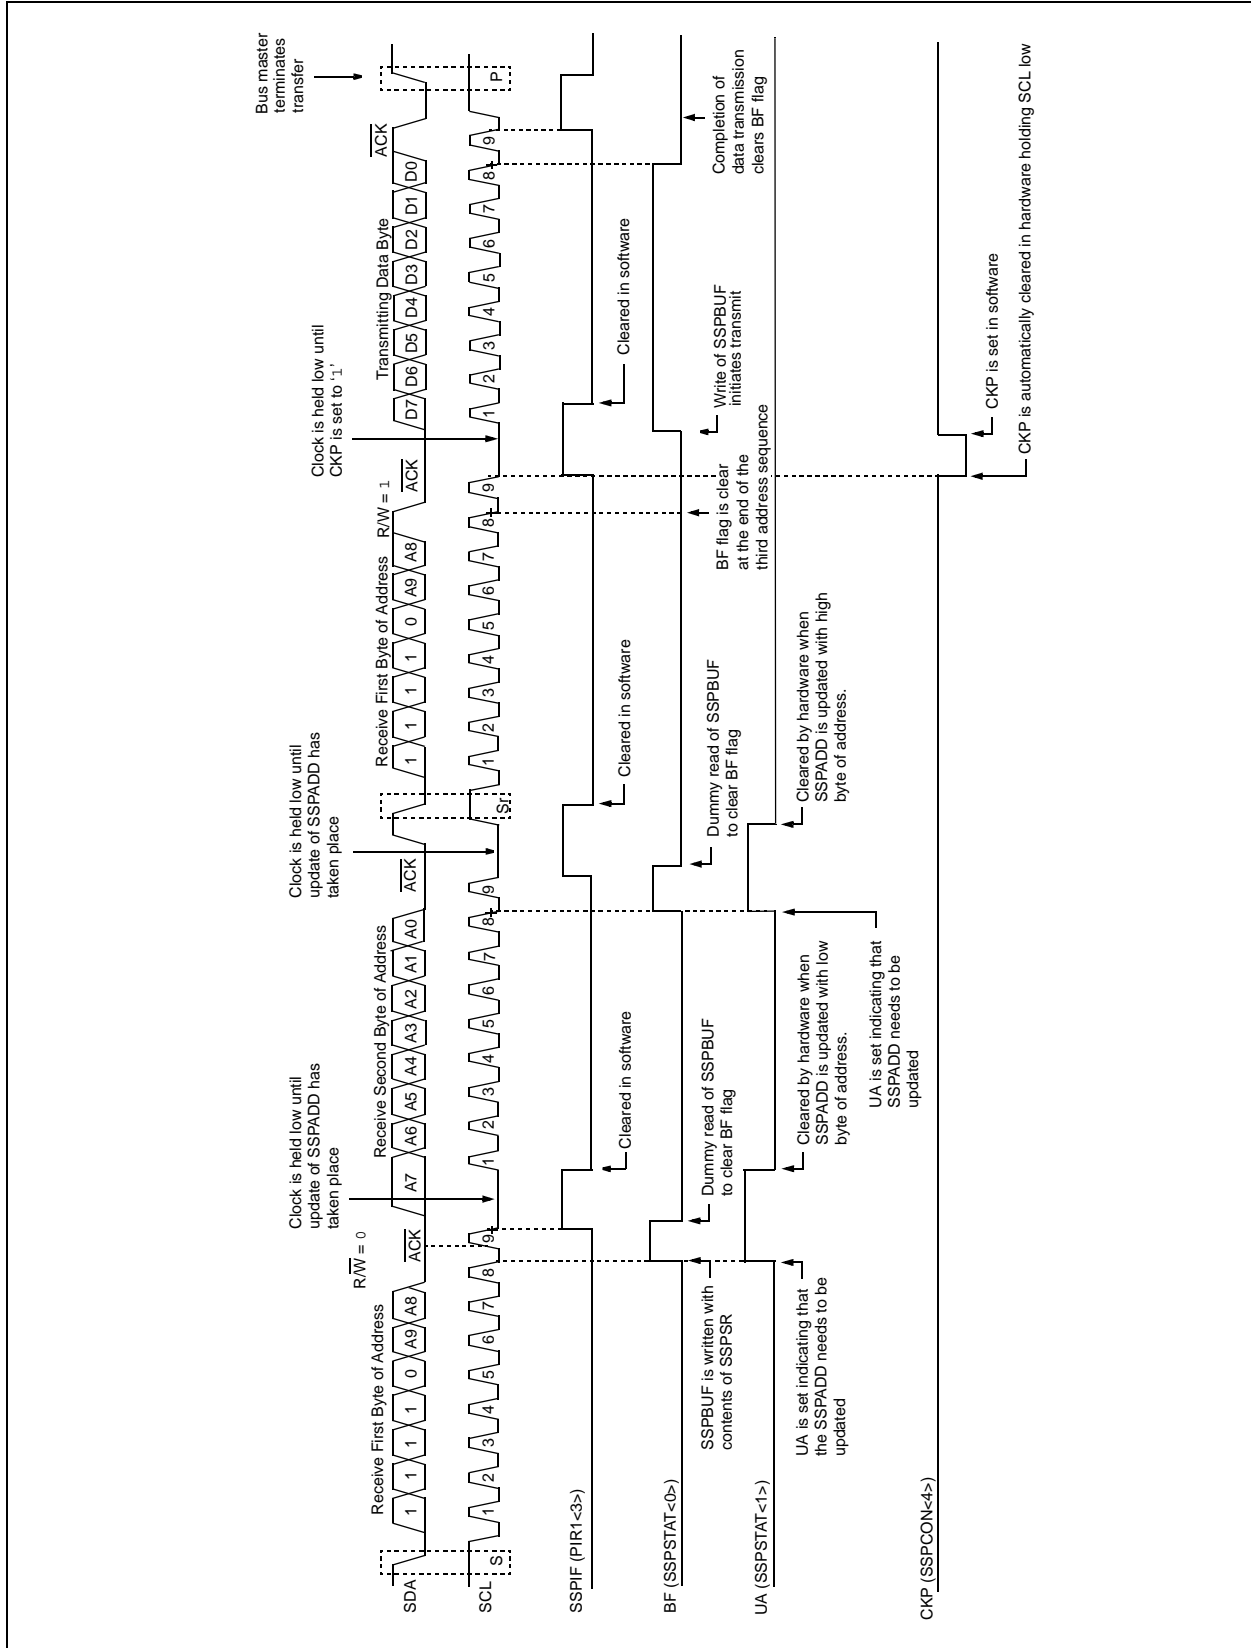 Bus master
terminates
transfer
Clock is held low until
update of SSPADD has
taken place
Clock is held low until
update of SSPADD has
taken place
Clock is held low until
CKP is set to ‘1’
Receive First Byte of Address
R/W = 0
Receive Second Byte of Address
Receive First Byte of Address
R/W = 1
Transmitting Data Byte
SDA
1 1 1 1 0 A9 A8 ACK A7 A6 A5 A4 A3 A2 A1 A0 ACK 1 1 1 1 0 A9 A8 ACK D7 D6 D5 D4 D3 D2 D1 D0 ACK
SCL
S 1 2 3 4 5 6 7 8 9 1 2 3 4 5 6 7 8 9 Sr 1 2 3 4 5 6 7 8 9 1 2 3 4 5 6 7 8 9 P
SSPIF (PIR1<3>)
Cleared in software
Cleared in software
Cleared in software
BF (SSPSTAT<0>)
SSPBUF is written with
contents of SSPSR
Dummy read of SSPBUF
to clear BF flag
Dummy read of SSPBUF
to clear BF flag
BF flag is clear
at the end of the
third address sequence
Write of SSPBUF
initiates transmit
Completion of
data transmission
clears BF flag
UA (SSPSTAT<1>)
UA is set indicating that
the SSPADD needs to be
updated
Cleared by hardware when
SSPADD is updated with low
byte of address.
UA is set indicating that
SSPADD needs to be
updated
Cleared by hardware when
SSPADD is updated with high
byte of address.
CKP (SSPCON<4>)
CKP is set in software
CKP is automatically cleared in hardware holding SCL low